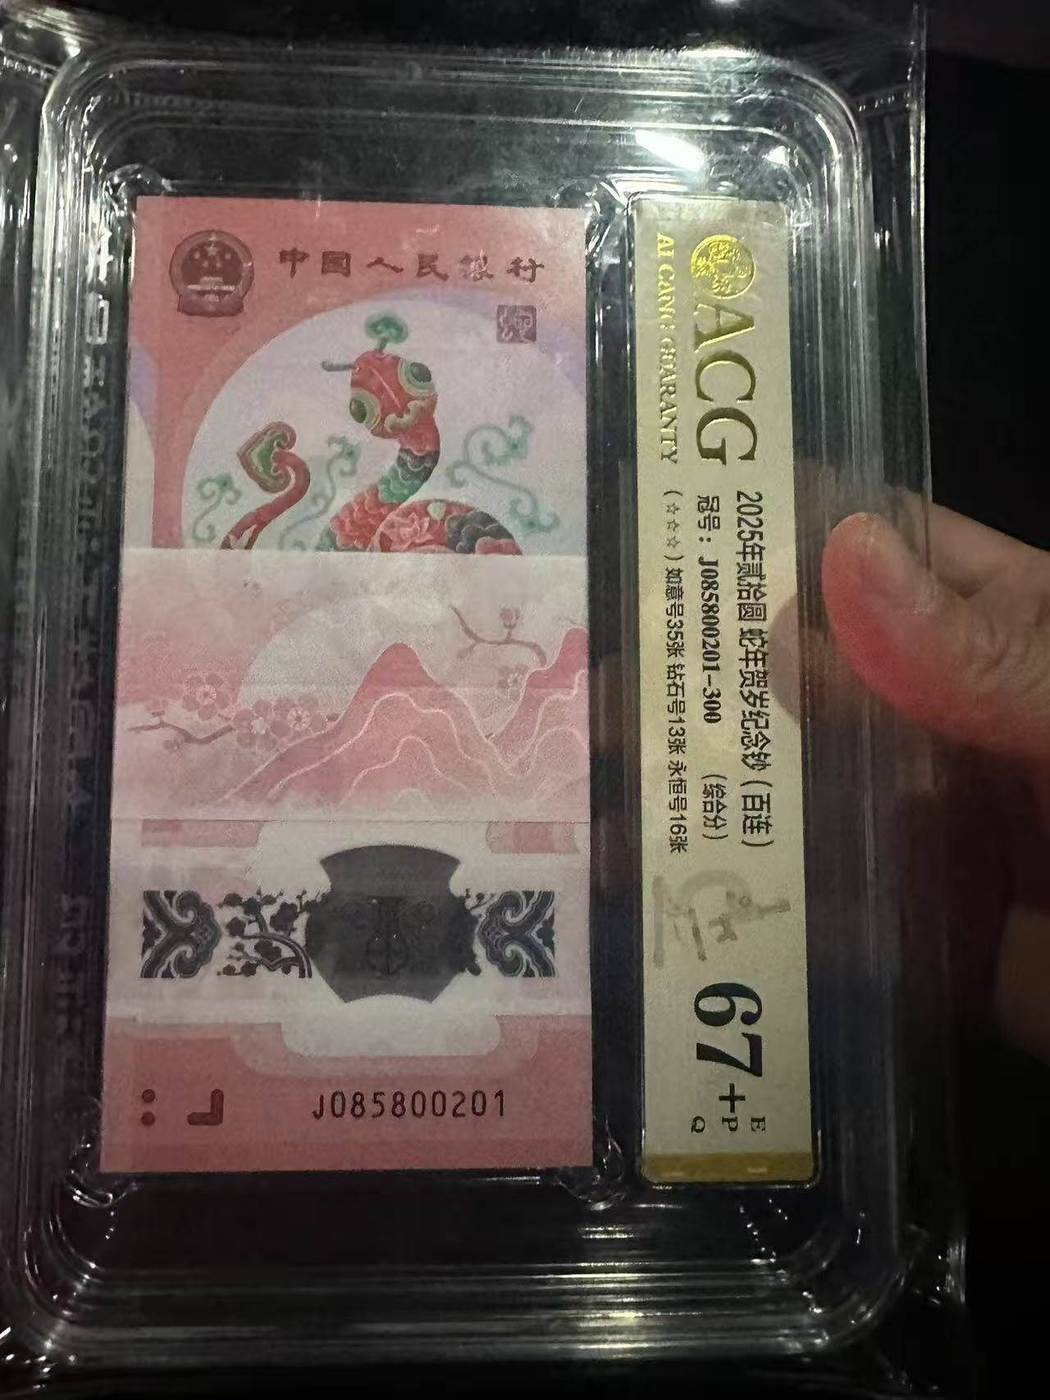 中国人民银行
J085800201
ACG
AI CANG GUARANTY
2025年贰拾圆 蛇年贺岁纪念钞（百连）
冠号：J085800201-300 （综合分）
（☆☆☆）如意号35张 钻石号13张 永恒号16张
67+
E
P
Q